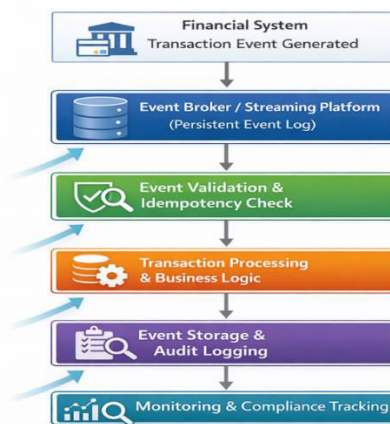 Financial System
Transaction Event Generated
Event Broker / Streaming Platform
(Persistent Event Log)
Event Validation &
Idempotency Check
Transaction Processing
& Business Logic
Event Storage &
Audit Logging
Monitoring & Compliance Tracking